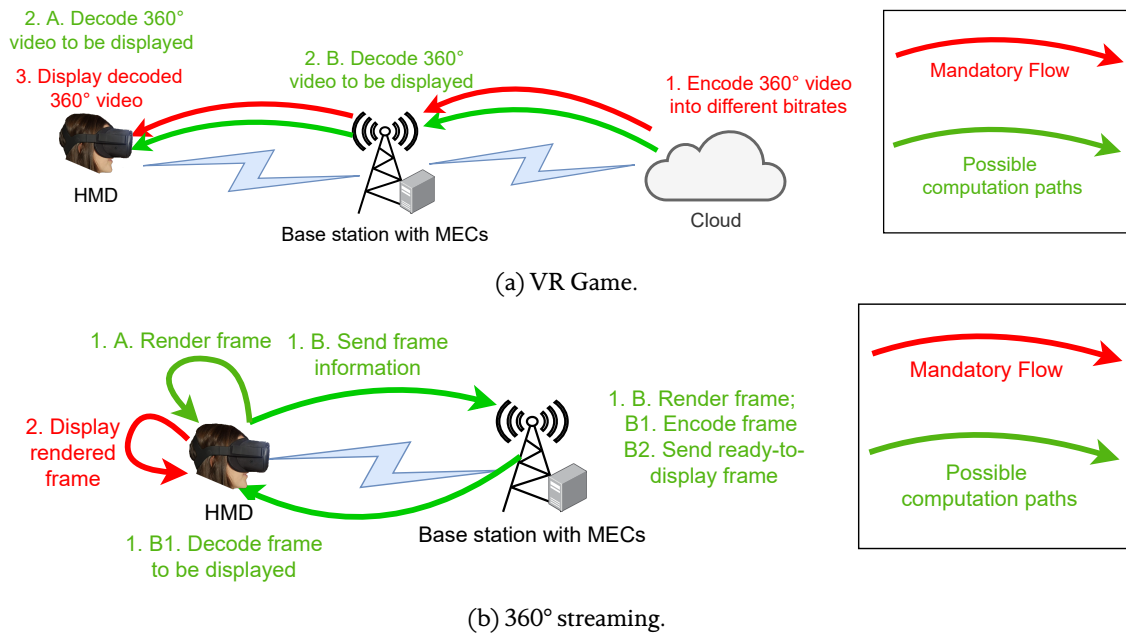 2. A. Decode 360°
video to be displayed
3. Display decoded
360° video
HMD
2. B. Decode 360°
video to be displayed
Base station with MECs
1. Encode 360° video
into different bitrates
Cloud
Mandatory Flow
Possible
computation paths
(a) VR Game.
1. A. Render frame
1. B. Send frame
information
2. Display
rendered
frame
HMD
1. B1. Decode frame
to be displayed
1. B. Render frame;
B1. Encode frame
B2. Send ready-to-
display frame
Base station with MECs
Mandatory Flow
Possible
computation paths
(b) 360° streaming.